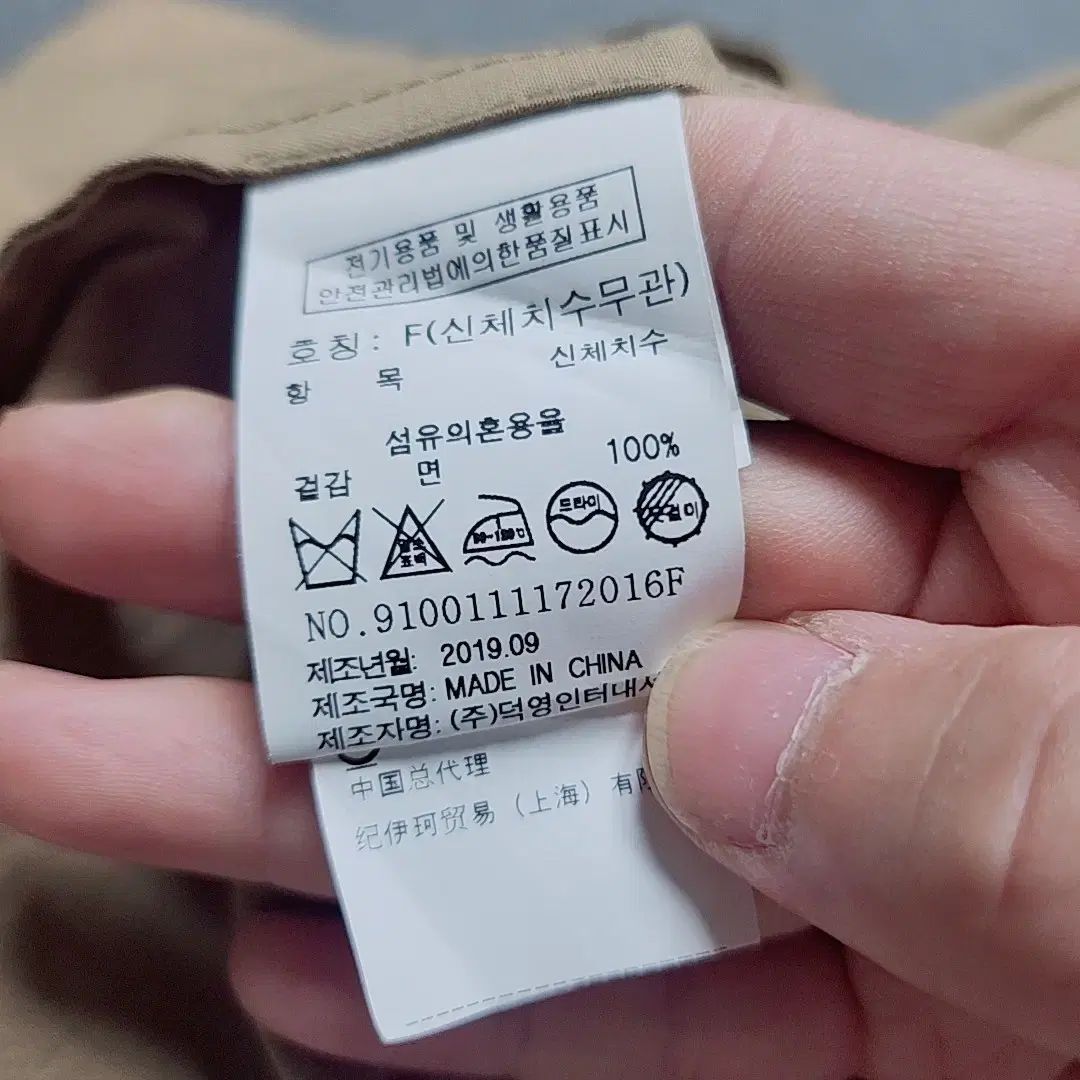 전기용품 및 생활용품
안전관리법에의한품질표시
호칭: F(신체치수무관)
항 목 신체치수
섬유의혼용율
겉감 면 100%
염소 표백
드라이
NO.9100111172016F
제조년월: 2019.09
제조국명: MADE IN CHINA
제조자명: (주)덕영인터내
中国总代理
纪伊珂贸易 (上海) 有